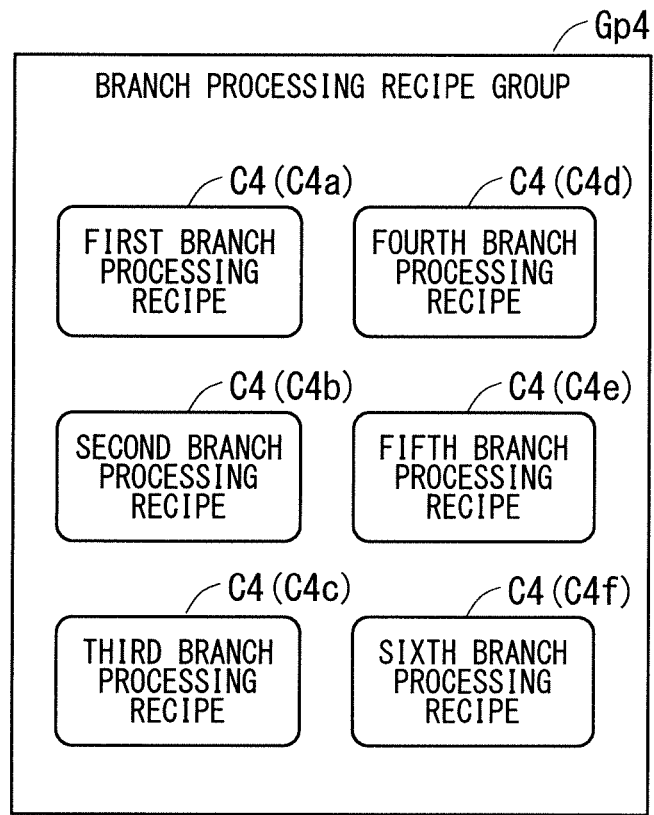 Gp4
BRANCH PROCESSING RECIPE GROUP
C4(C4a)
FIRST BRANCH
PROCESSING
RECIPE
C4(C4d)
FOURTH BRANCH
PROCESSING
RECIPE
C4(C4b)
SECOND BRANCH
PROCESSING
RECIPE
C4(C4e)
FIFTH BRANCH
PROCESSING
RECIPE
C4(C4c)
THIRD BRANCH
PROCESSING
RECIPE
C4(C4f)
SIXTH BRANCH
PROCESSING
RECIPE